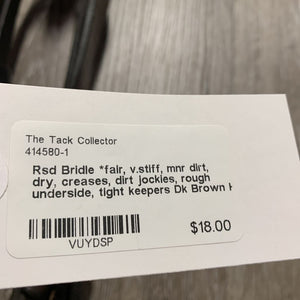 The Tack Collector
414580-1
Rsd Bridle *fair, v.stiff, mnr dirt,
dry, creases, dirt jockies, rough
underside, tight keepers Dk Brown H
VUYDSP
$18.00